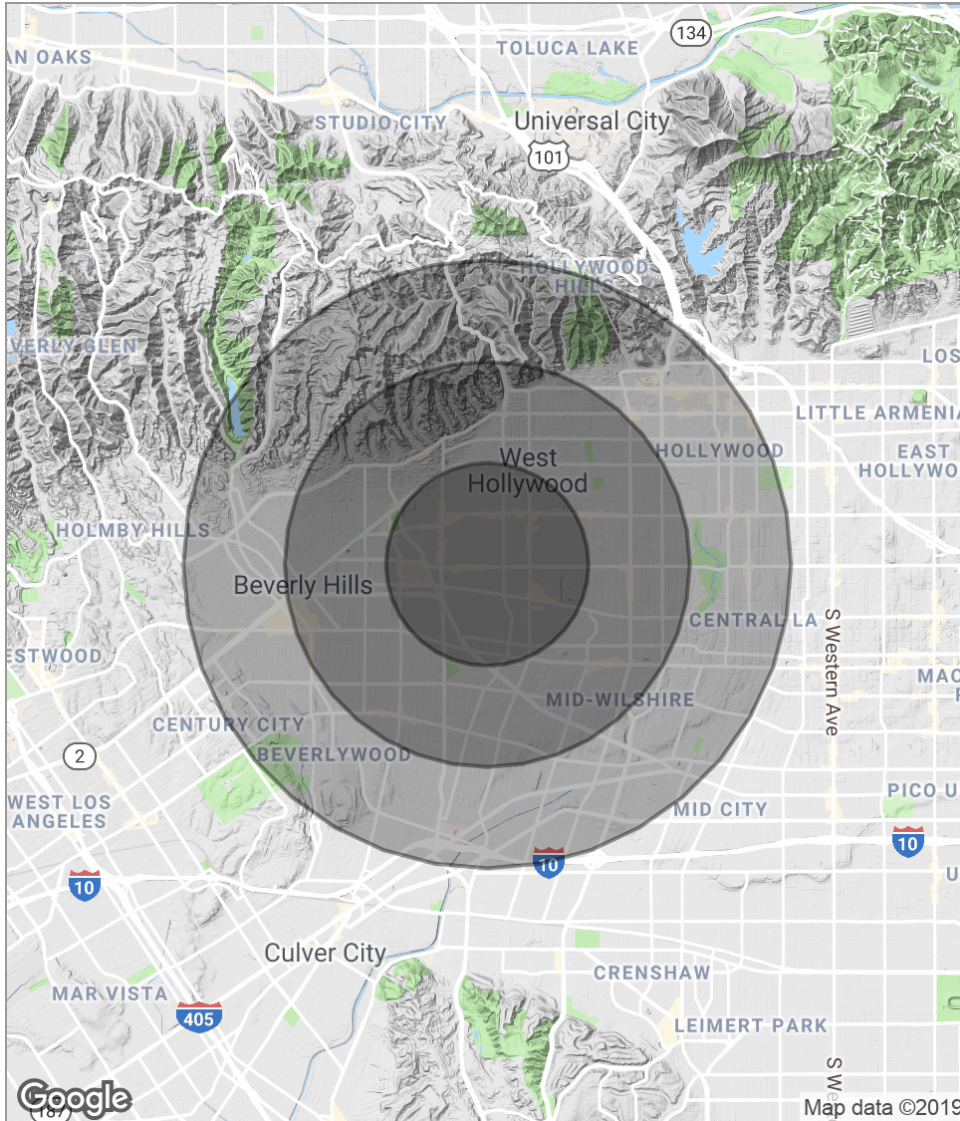 134
AN OAKS
TOLUCA LAKE
STUDIO CITY
Universal City
101
HOLLYWOOD
HILLS
VERLY GLEN
LOS
LITTLE ARMENIA
HOLLYWOOD
EAST
HOLLYWO
West
Hollywood
HOLMBY HILLS
Beverly Hills
CENTRAL LA
S Western Ave
ESTWOOD
MAC
P
MID-WILSHIRE
CENTURY CITY
2
BEVERLYWOOD
WEST LOS
ANGELES
MID CITY
PICO U
10
10
10
U
Culver City
CRENSHAW
MAR VISTA
405
LEIMERT PARK
S We
Google
(187)
Map data ©2019